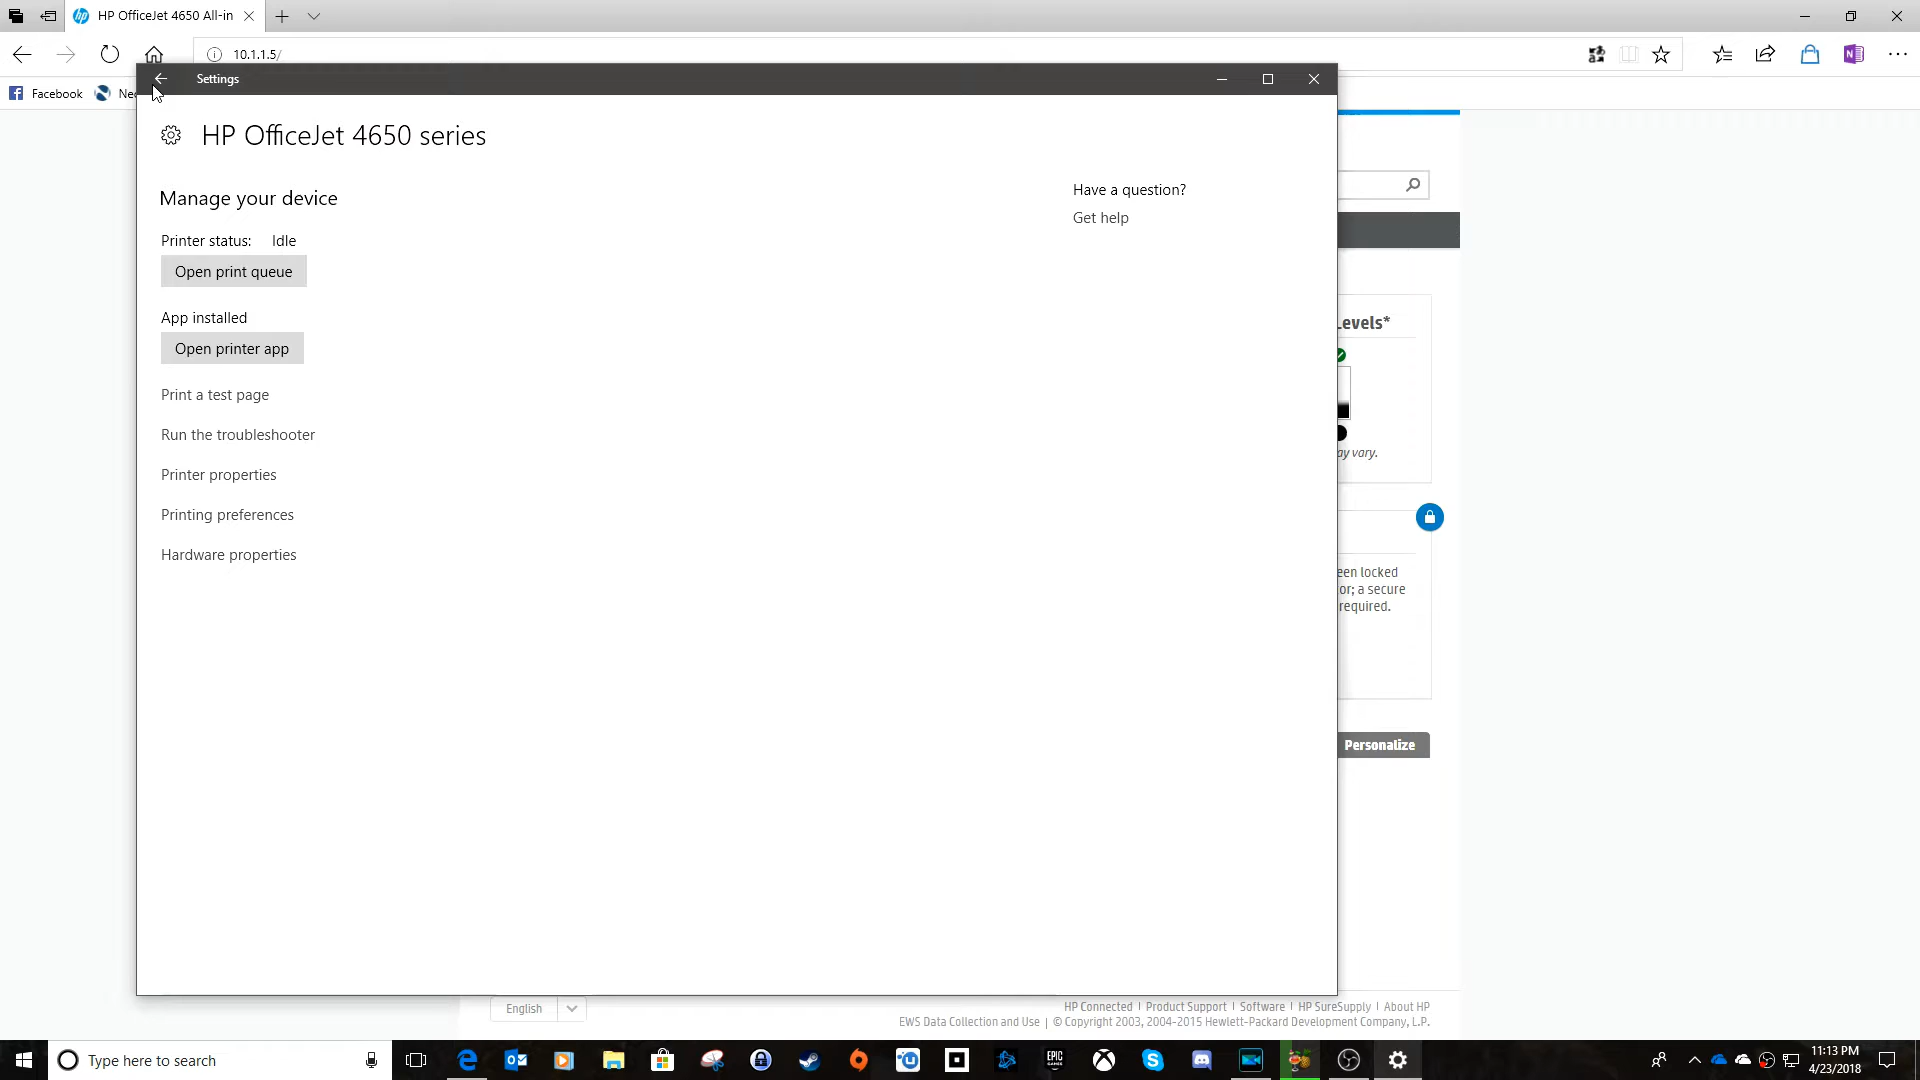 HP OfficeJet 4650 All-in
10.1.1.5/
Facebook
Settings
HP OfficeJet 4650 series
Manage your device
Have a question?
Get help
Printer status: Idle
Open print queue
App installed
Open printer app
Print a test page
Run the troubleshooter
Printer properties
Printing preferences
Hardware properties
Levels*
ay vary.
een locked
or; a secure
required.
Personalize
English
HP Connected | Product Support | Software | HP SureSupply | About HP
EWS Data Collection and Use | © Copyright 2003, 2004-2015 Hewlett-Packard Development Company, L.P.
Type here to search
EPIC
GAMES
11:13 PM
4/23/2018